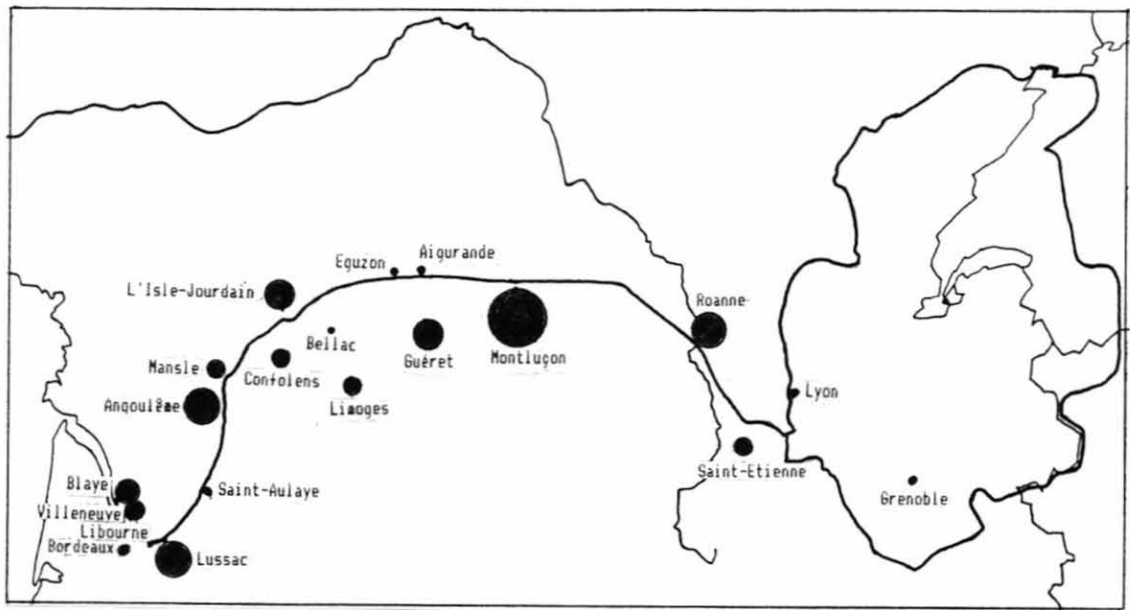 Eguzon
Aigurande
L'Isle-Jourdain
Roanne
Bellac
Guéret
Montluçon
Mansle
Confolens
Limoges
Angoulême
Lyon
Saint-Etienne
Grenoble
Blaye
Saint-Aulaye
Villeneuve
Libourne
Bordeaux
Lussac